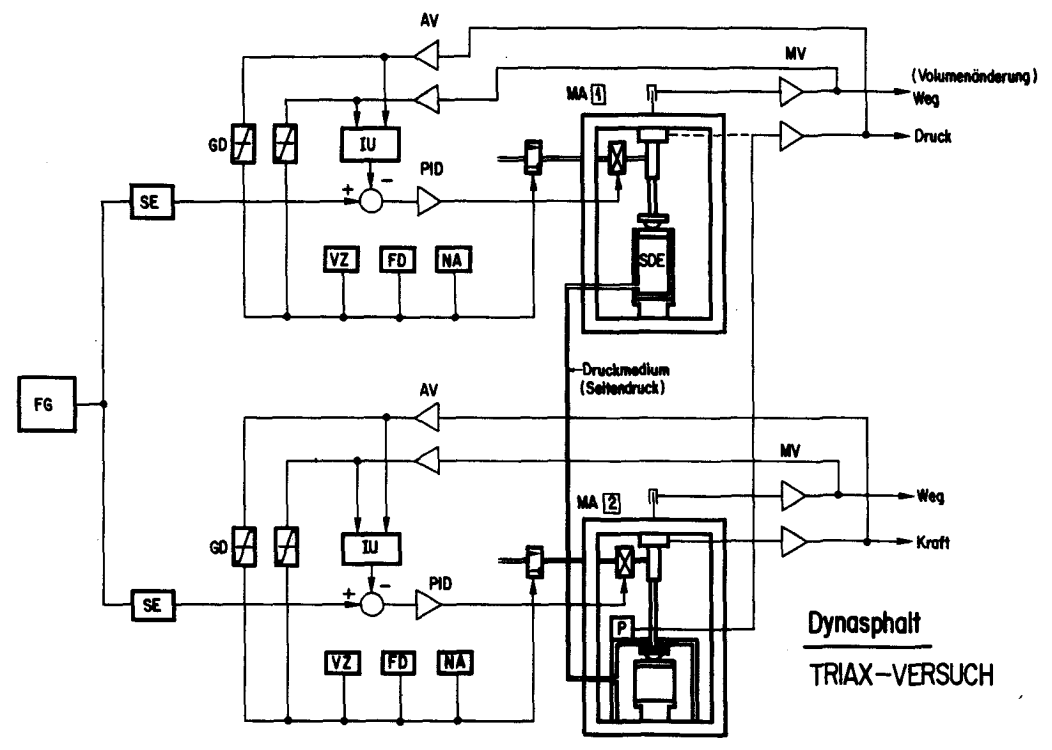 AV
MV
(Volumenänderung)
Weg
MA 1
GD
IU
Druck
PID
+
−
SE
VZ
FD
NA
SDE
Druckmedium
(Seitendruck)
FG
AV
MV
Weg
MA 2
GD
IU
Kraft
PID
+
−
SE
P
VZ
FD
NA
Dynasphalt
TRIAX-VERSUCH